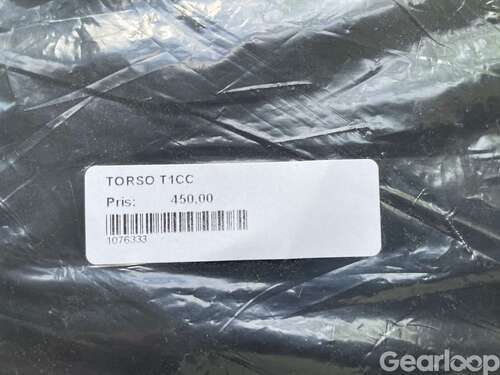 TORSO T1CC
Pris: 450,00
1076333
Gearloop